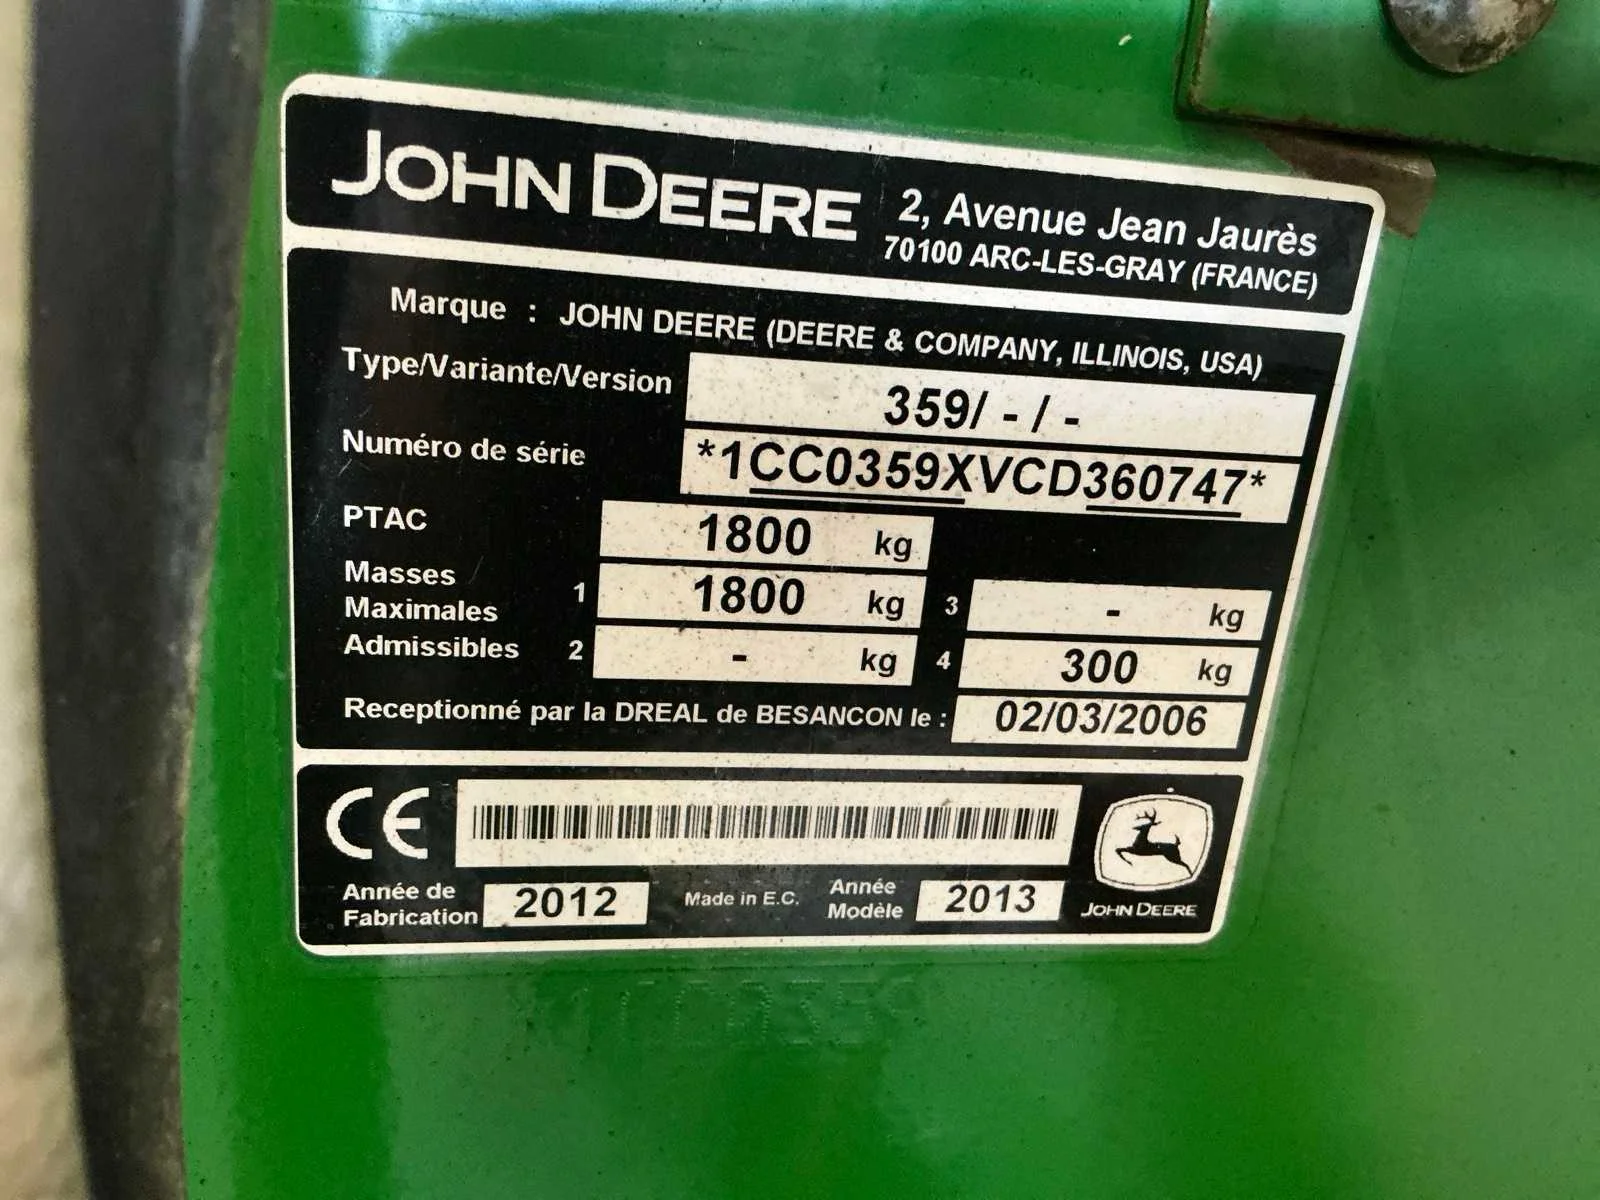 JOHN DEERE
2, Avenue Jean Jaurès
70100 ARC-LES-GRAY (FRANCE)
Marque : JOHN DEERE (DEERE & COMPANY, ILLINOIS, USA)
Type/Variante/Version 359/ - / -
Numéro de série *1CC0359XVCD360747*
PTAC 1800 kg
Masses
Maximales
Admissibles
1 1800 kg 3 - kg
2 - kg 4 300 kg
Receptionné par la DREAL de BESANCON le : 02/03/2006
CE
Année de
Fabrication 2012
Made in E.C.
Année
Modèle 2013
JOHN DEERE
*1CC0359